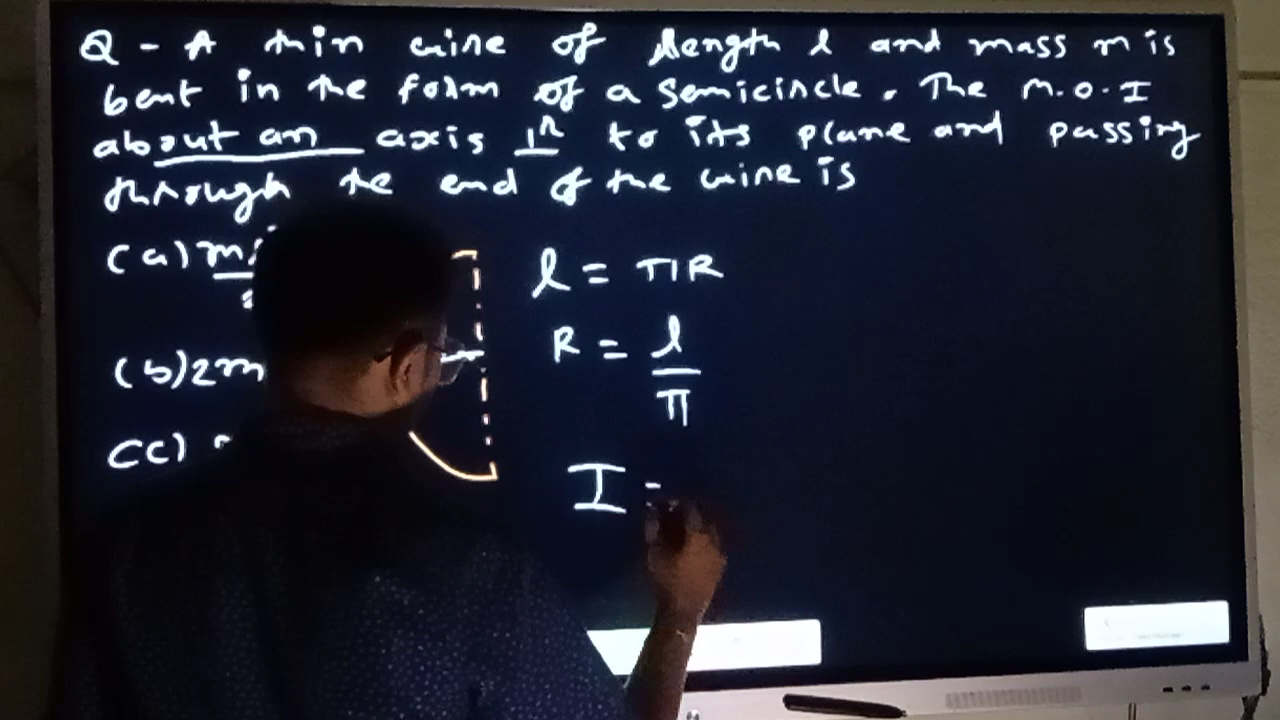 Q - A thin wire of length l and mass m is
bent in the form of a semicircle. The M.O.I
about an axis ⊥r to its plane and passing
through the end of the wire is
(a) m
l = πR
(b) 2m
R = l/π
(c)
I =